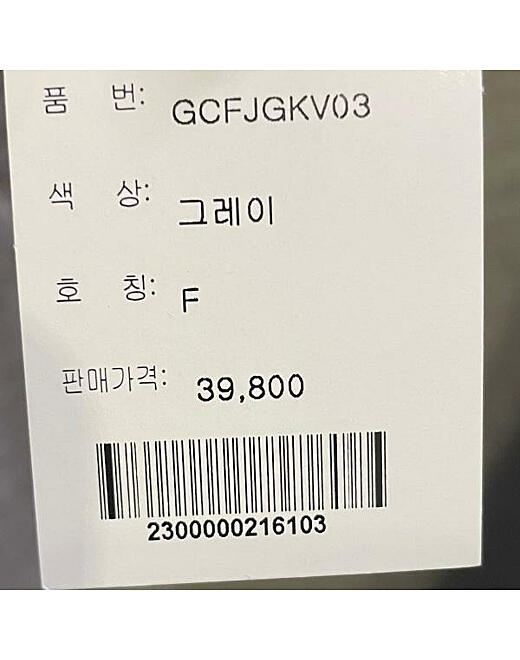 품 번: GCFJGKV03
색 상: 그레이
호 칭: F
판매가격: 39,800
2300000216103